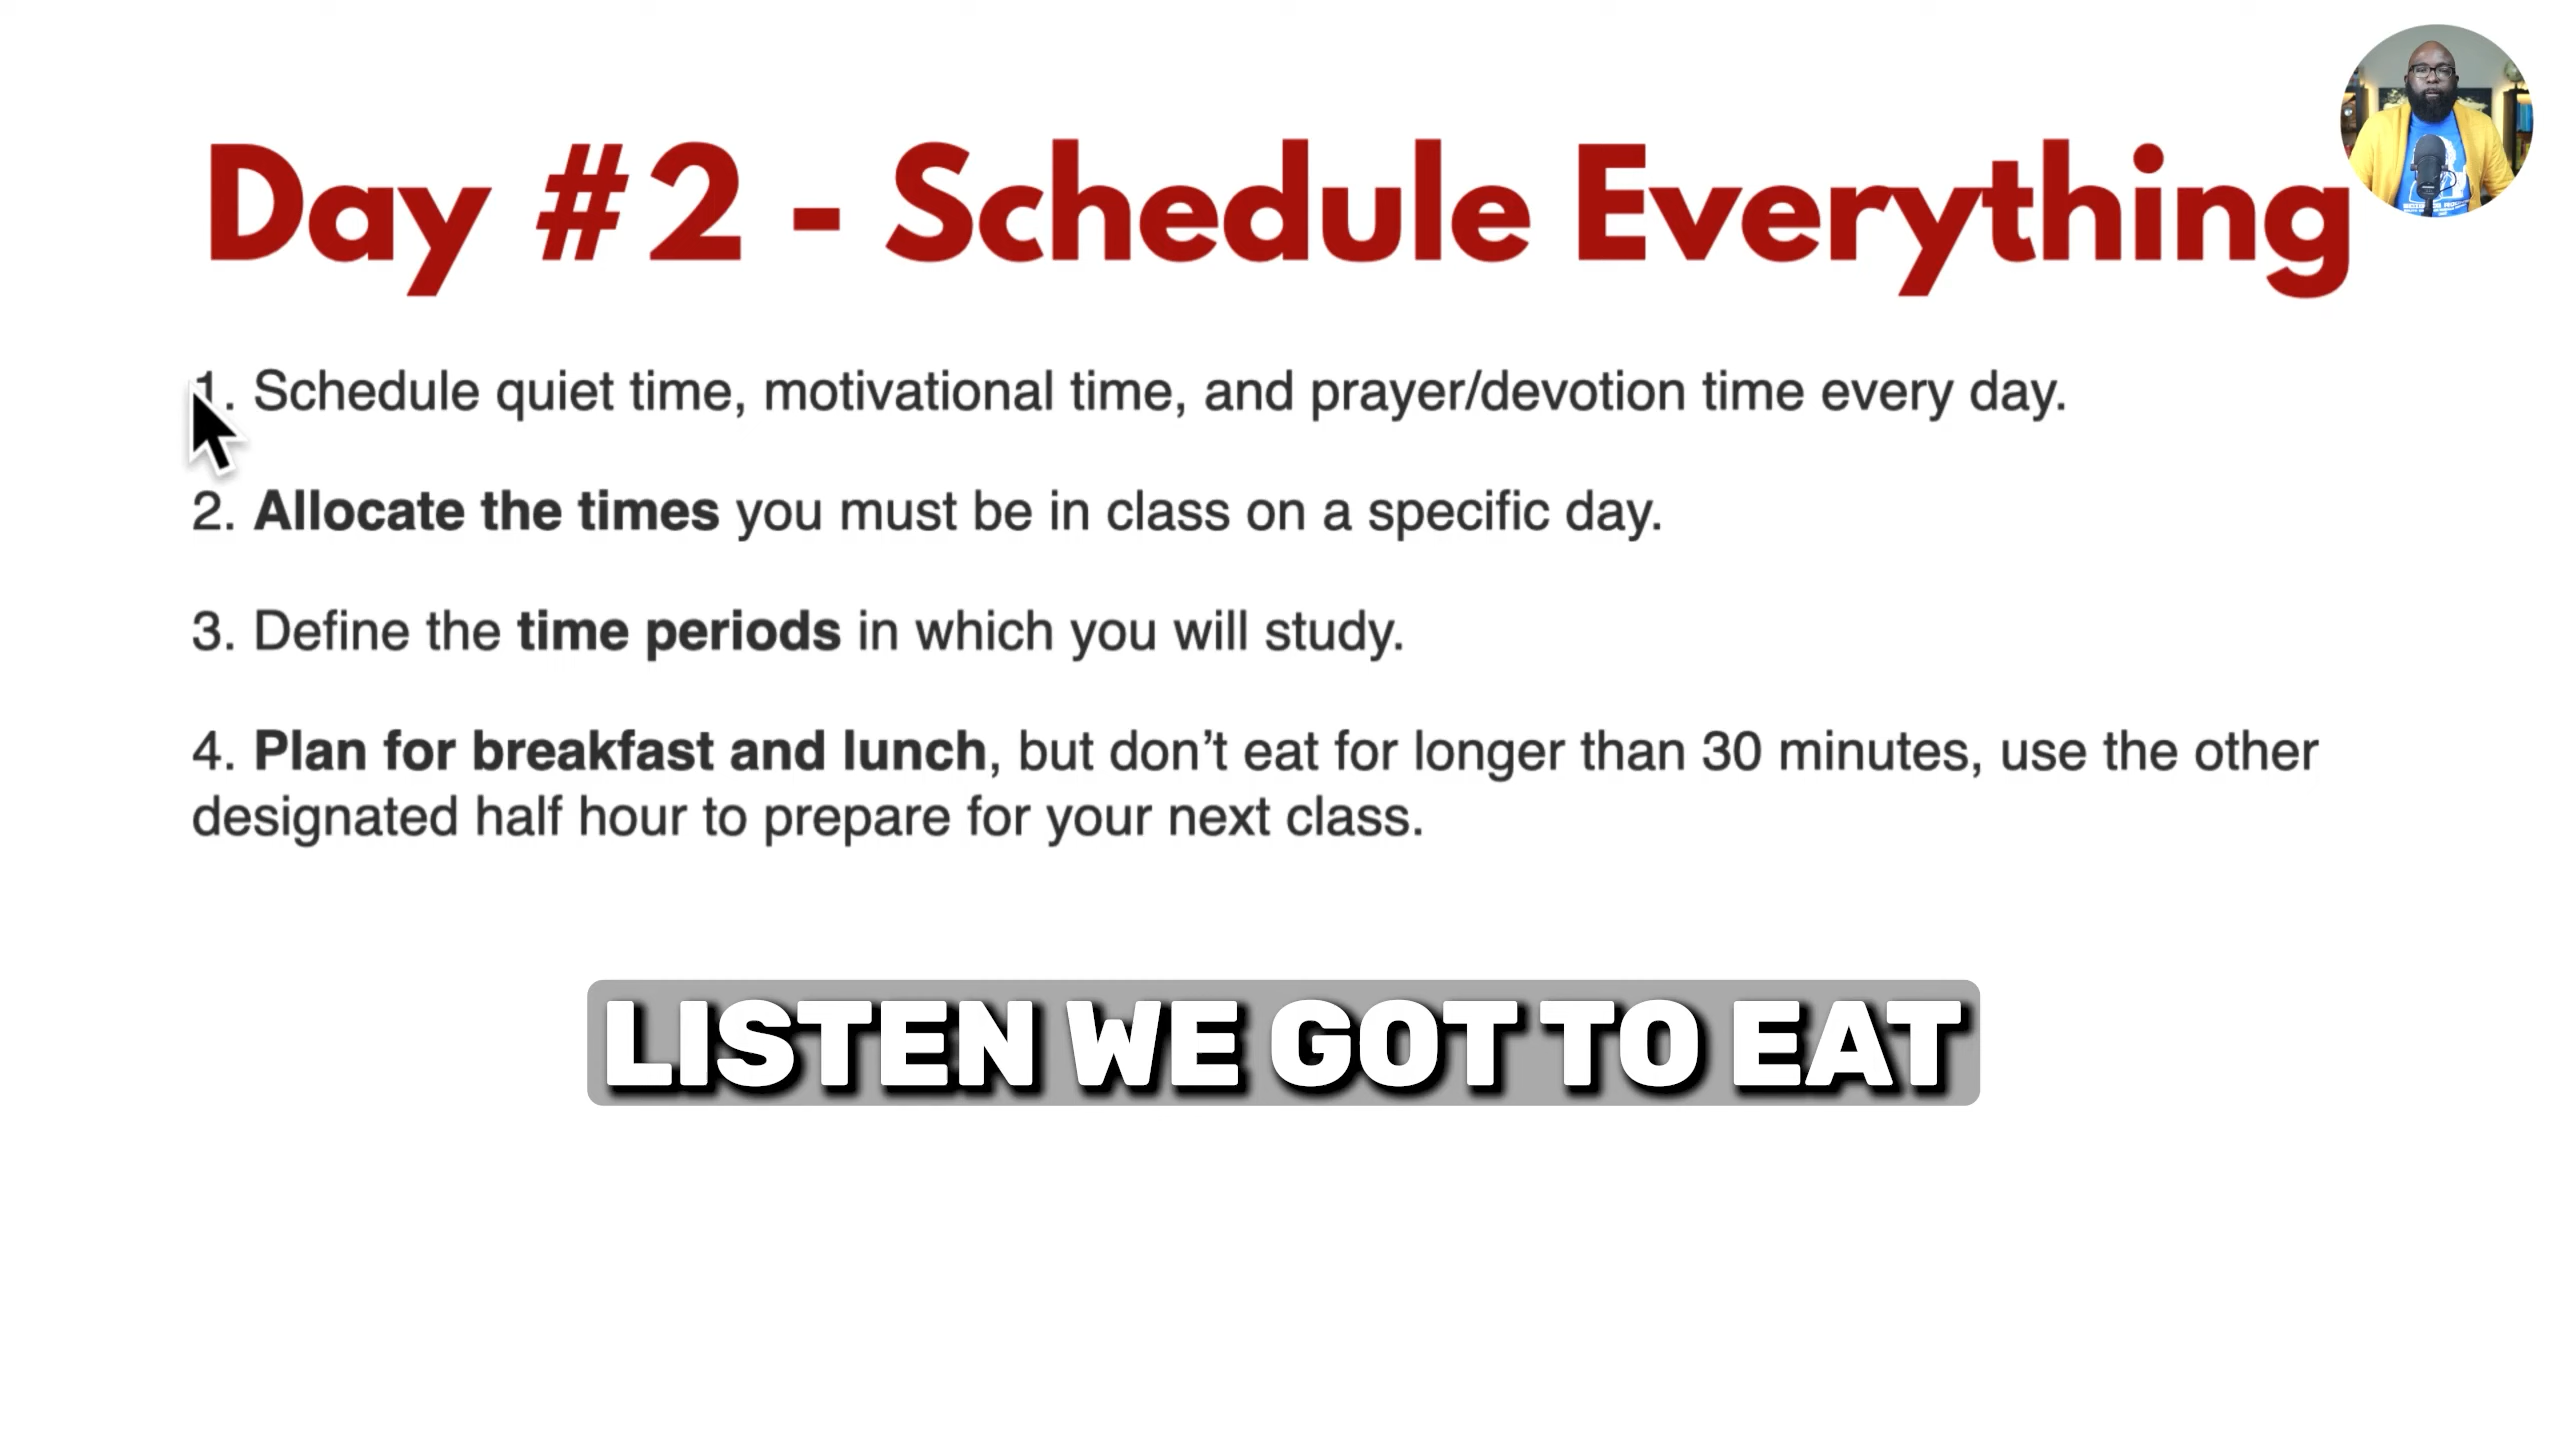 Day #2 - Schedule Everything
1. Schedule quiet time, motivational time, and prayer/devotion time every day.
2. Allocate the times you must be in class on a specific day.
3. Define the time periods in which you will study.
4. Plan for breakfast and lunch, but don’t eat for longer than 30 minutes, use the other
designated half hour to prepare for your next class.
LISTEN WE GOT TO EAT